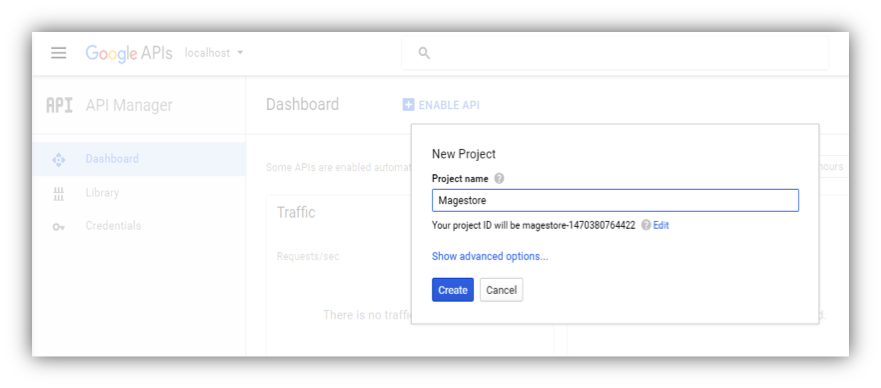 Google APIs localhost
API API Manager
Dashboard ENABLE API
Dashboard
Library
Credentials
Some APIs are enabled automat
hours
Traffic
Requests/sec
There is no traffi
d.
New Project
Project name ?
Magestore
Your project ID will be magestore-1470380764422 ? Edit
Show advanced options...
Create Cancel